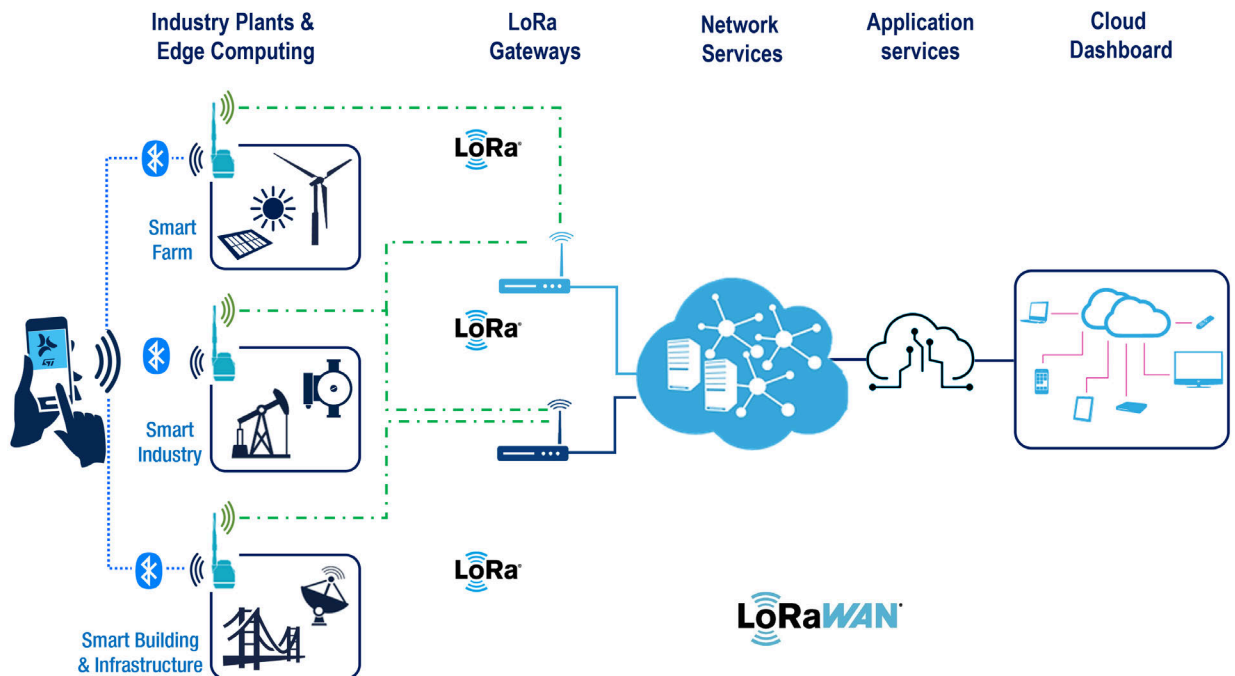 Industry Plants &
Edge Computing
LoRa
Gateways
Network
Services
Application
services
Cloud
Dashboard
LoRa®
Smart
Farm
LoRa®
ST
Smart
Industry
LoRa®
Smart Building
& Infrastructure
LoRaWAN®